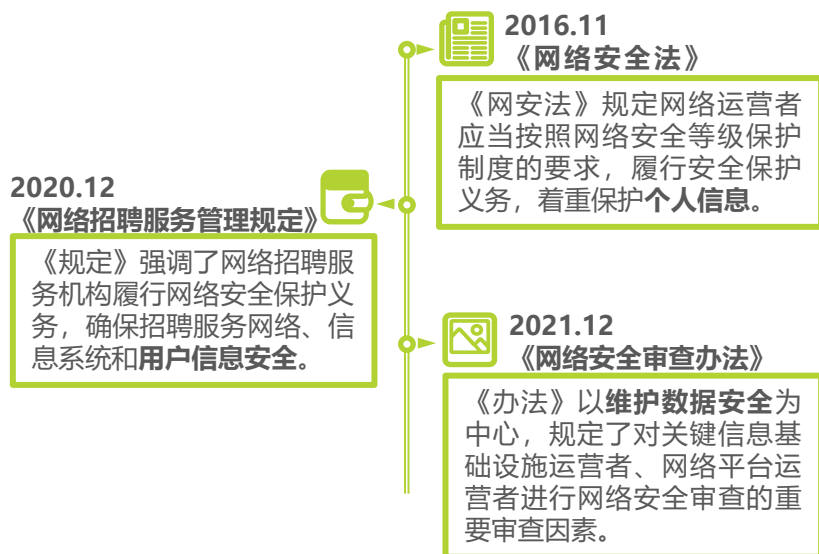 2016.11
《网络安全法》
《网安法》规定网络运营者
应当按照网络安全等级保护
制度的要求，履行安全保护
义务，着重保护个人信息。
2020.12
《网络招聘服务管理规定》
《规定》强调了网络招聘服
务机构履行网络安全保护义
务，确保招聘服务网络、信
息系统和用户信息安全。
2021.12
《网络安全审查办法》
《办法》以维护数据安全为
中心，规定了对关键信息基
础设施运营者、网络平台运
营者进行网络安全审查的重
要审查因素。